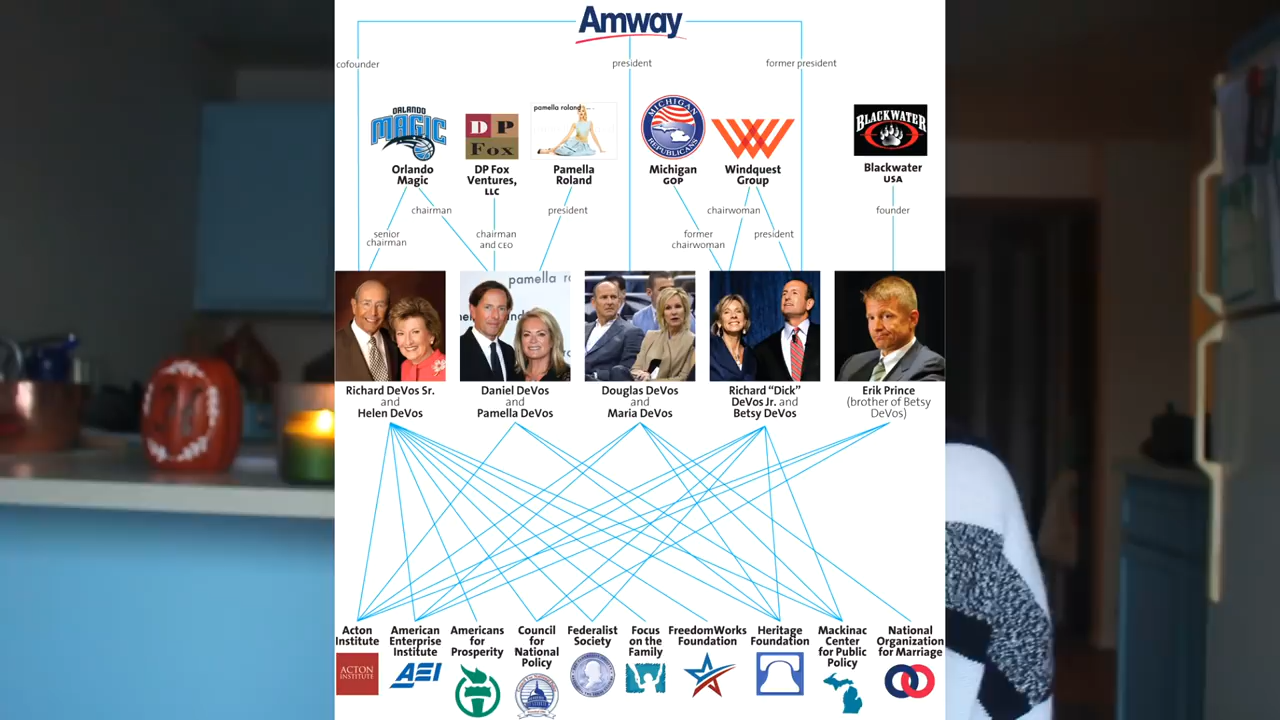 Amway
cofounder
president
former president
ORLANDO
MAGIC
D P
Fox
pamella roland
MICHIGAN
REPUBLICANS
BLACKWATER
Orlando
Magic
DP Fox
Ventures,
LLC
Pamella
Roland
Michigan
GOP
Windquest
Group
Blackwater
USA
chairman
president
chairwoman
founder
senior
chairman
chairman
and CEO
former
chairwoman
president
pamella ro
Richard DeVos Sr.
and
Helen DeVos
Daniel DeVos
and
Pamella DeVos
Douglas DeVos
and
Maria DeVos
Richard “Dick”
DeVos Jr. and
Betsy DeVos
Erik Prince
(brother of Betsy
DeVos)
Acton
Institute
American
Enterprise
Institute
Americans
for
Prosperity
Council
for
National
Policy
Federalist
Society
Focus
on the
Family
FreedomWorks
Foundation
Heritage
Foundation
Mackinac
Center
for Public
Policy
National
Organization
for Marriage
ACTON
INSTITUTE
AEI